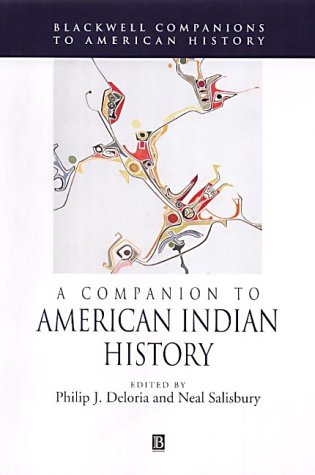 BLACKWELL COMPANIONS
TO AMERICAN HISTORY
A COMPANION TO
AMERICAN INDIAN
HISTORY
EDITED BY
Philip J. Deloria and Neal Salisbury
B